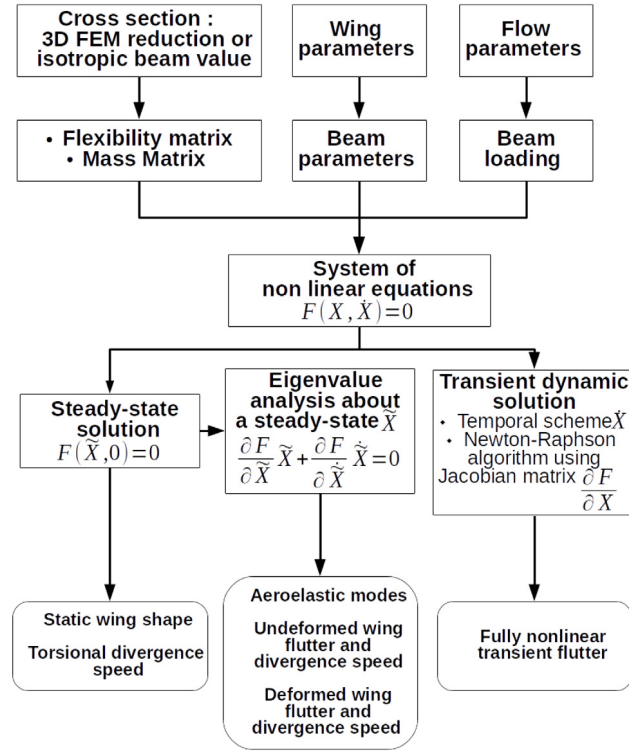 Cross section :
3D FEM reduction or
isotropic beam value
Wing
parameters
Flow
parameters
• Flexibility matrix
• Mass Matrix
Beam
parameters
Beam
loading
System of
non linear equations
F(X, Ẋ)=0
Steady-state
solution
F(X̃,0)=0
Eigenvalue
analysis about
a steady-state X̃
∂F/∂X̃ X̃ + ∂F/∂Ẋ̃ Ẋ̃ =0
Transient dynamic
solution
• Temporal scheme Ẋ
• Newton-Raphson
algorithm using
Jacobian matrix ∂F/∂X
Static wing shape
Torsional divergence
speed
Aeroelastic modes
Undeformed wing
flutter and
divergence speed
Deformed wing
flutter and
divergence speed
Fully nonlinear
transient flutter